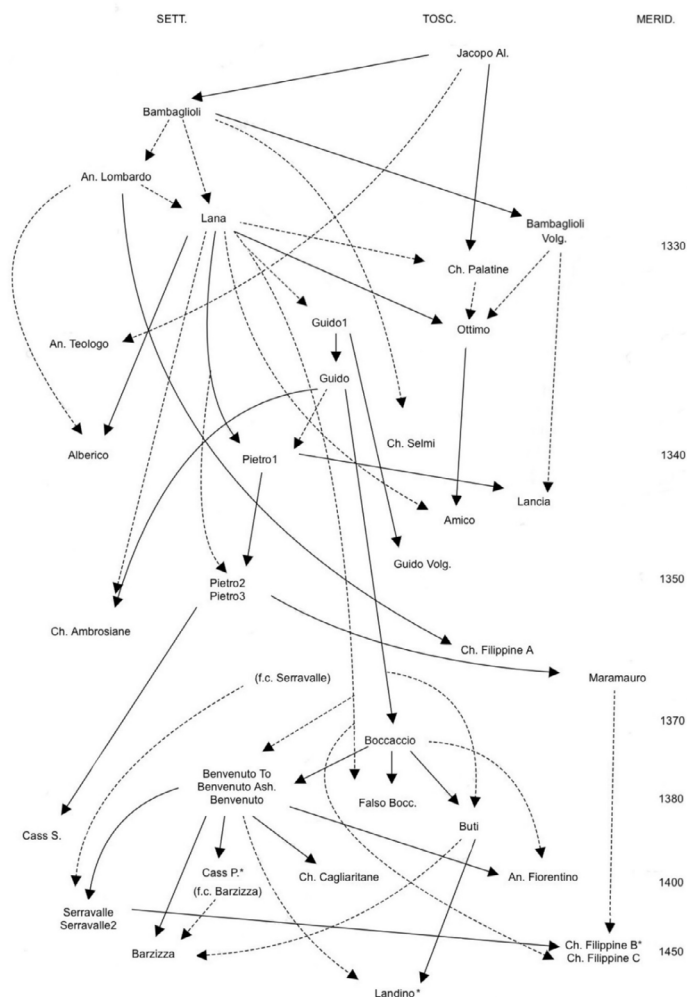 SETT.
TOSC.
MERID.
Jacopo Al.
Bambaglioli
An. Lombardo
Lana
Bambaglioli
Volg.
1330
Ch. Palatine
Guido1
Ottimo
An. Teologo
Guido
Ch. Selmi
Alberico
Pietro1
1340
Lancia
Amico
Guido Volg.
1350
Pietro2
Pietro3
Ch. Ambrosiane
Ch. Filippine A
(f.c. Serravalle)
Maramauro
1370
Boccaccio
Benvenuto To
Benvenuto Ash.
Benvenuto
Falso Bocc.
1380
Buti
Cass S.
Cass P.*
(f.c. Barzizza)
Ch. Cagliaritane
An. Fiorentino
1400
Serravalle
Serravalle2
Barzizza
Ch. Filippine B*
Ch. Filippine C
1450
Landino*